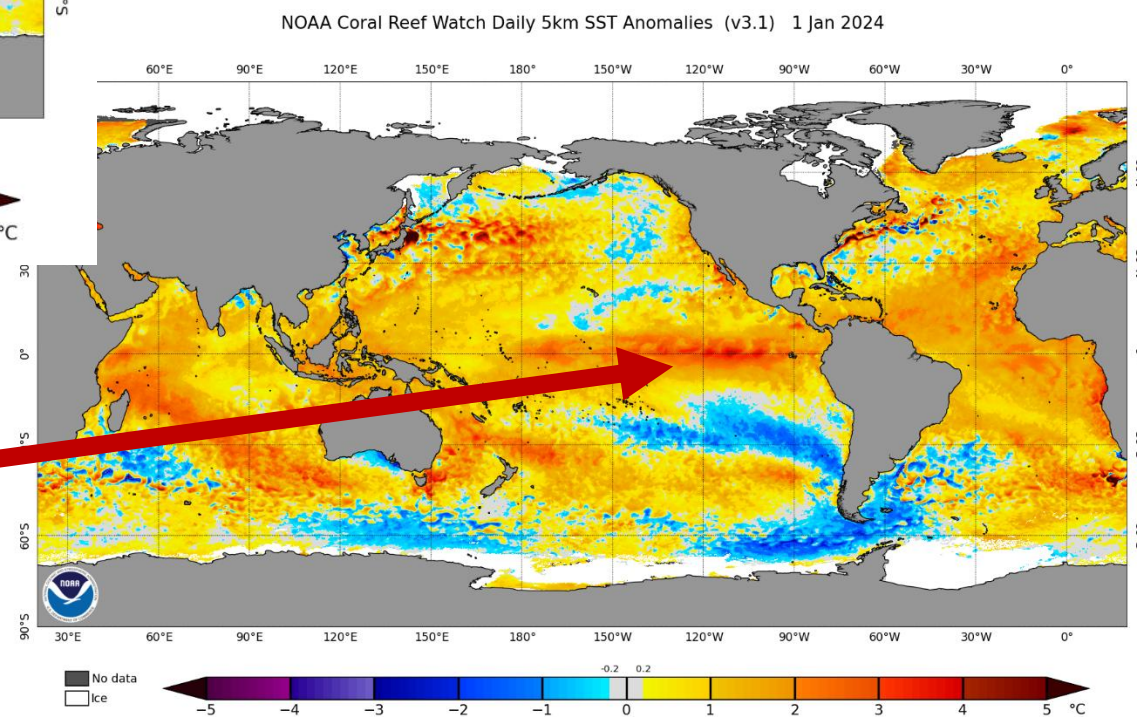 S°
°C
NOAA Coral Reef Watch Daily 5km SST Anomalies (v3.1) 1 Jan 2024
60°E 90°E 120°E 150°E 180° 150°W 120°W 90°W 60°W 30°W 0°
30
0°
°S
60°S
90°S
NOAA
30°E 60°E 90°E 120°E 150°E 180° 150°W 120°W 90°W 60°W 30°W 0°
No data
Ice
-0.2 0.2
−5 −4 −3 −2 −1 0 1 2 3 4 5 °C